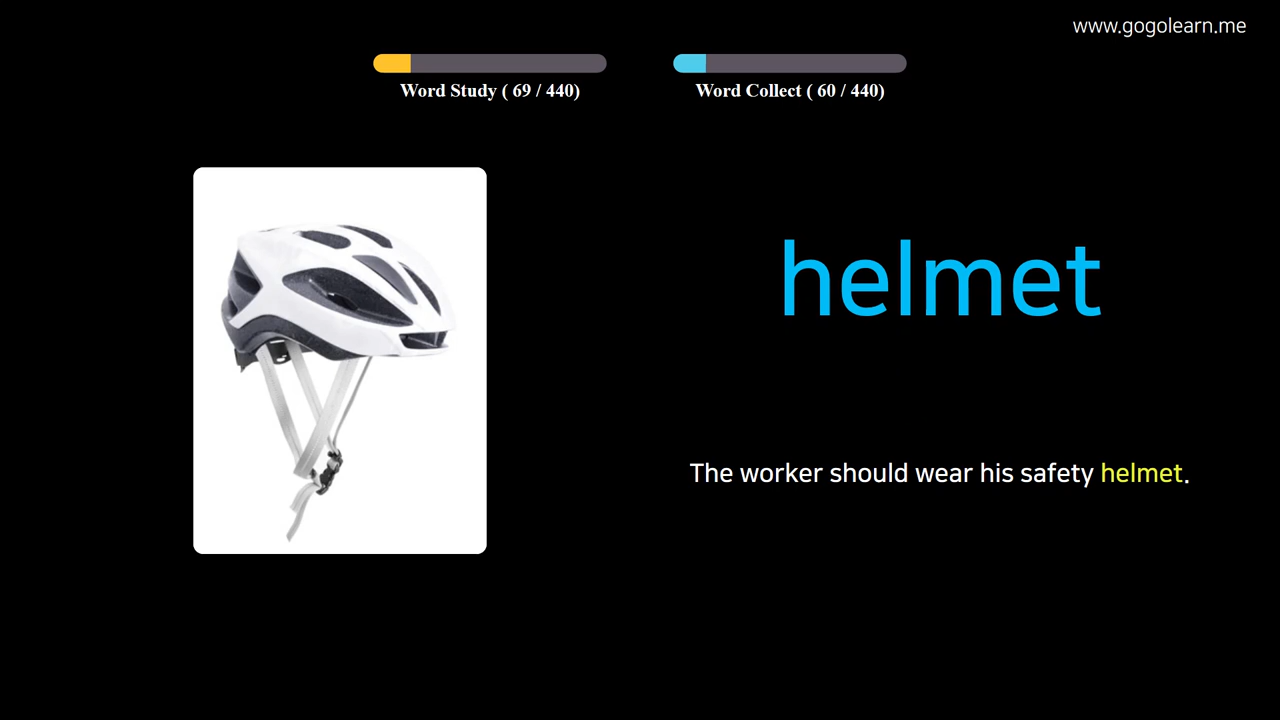 www.gogolearn.me
Word Study ( 69 / 440)
Word Collect ( 60 / 440)
helmet
The worker should wear his safety helmet.